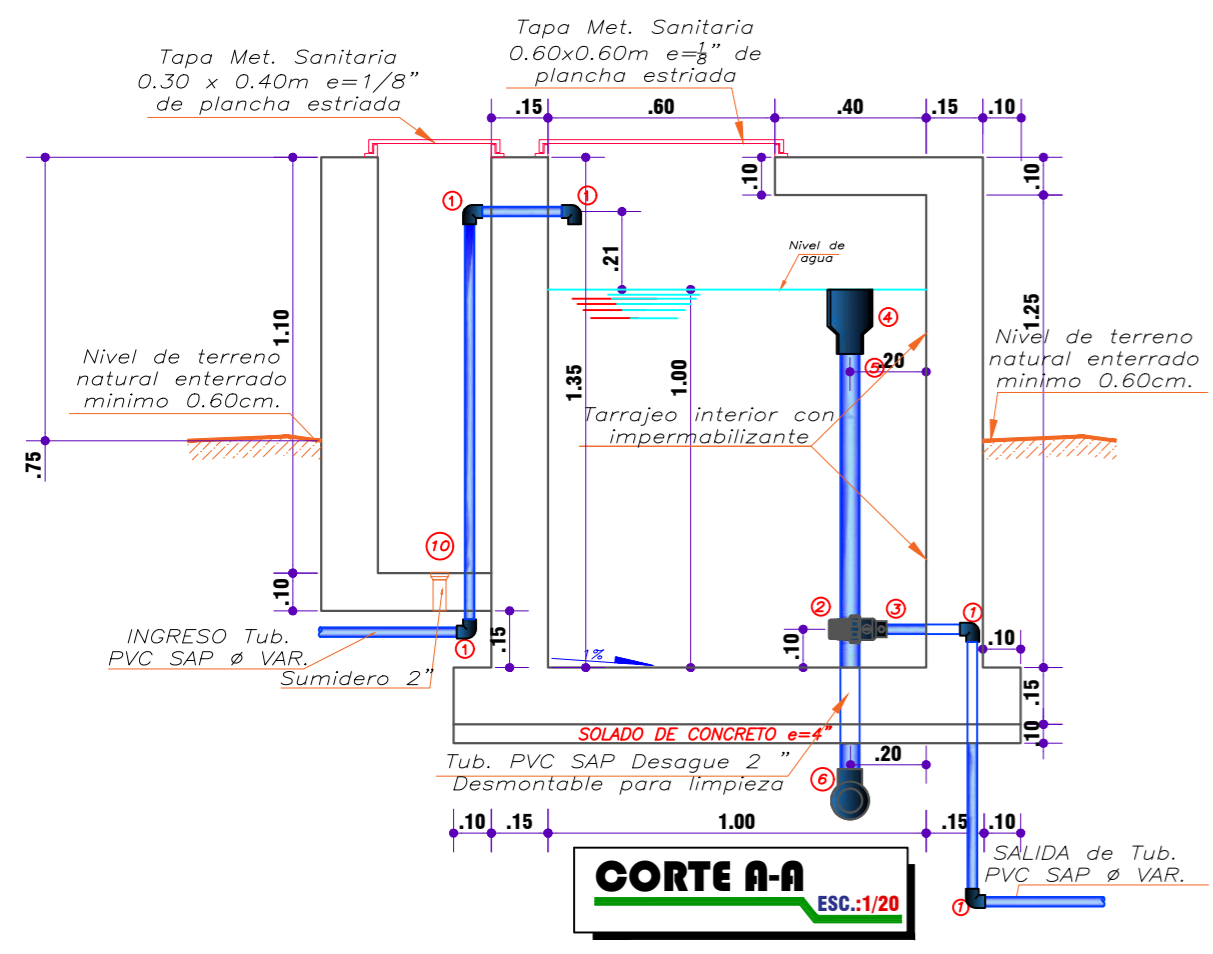 Tapa Met. Sanitaria
0.30 x 0.40m e=1/8"
de plancha estriada
Tapa Met. Sanitaria
0.60x0.60m e=1/8" de
plancha estriada
.15
.60
.40
.15
.10
.10
.10
1
1
.21
Nivel de
agua
1.10
1.35
1.00
1.25
4
5
.20
Nivel de terreno
natural enterrado
minimo 0.60cm.
Nivel de terreno
natural enterrado
minimo 0.60cm.
Tarrajeo interior con
impermabilizante
.75
10
.10
2
3
1
INGRESO Tub.
PVC SAP ø VAR.
1
.15
.10
.10
1%
Sumidero 2"
.15
SOLADO DE CONCRETO e=4"
.10
Tub. PVC SAP Desague 2 "
Desmontable para limpieza
.20
6
.10
.15
1.00
.15
.10
SALIDA de Tub.
PVC SAP ø VAR.
1
CORTE A-A
ESC.:1/20